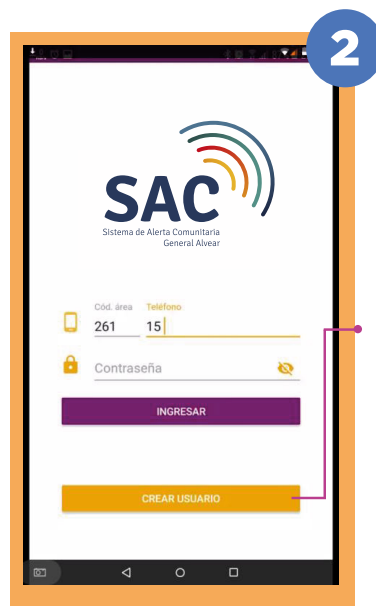 2
SAC
Sistema de Alerta Comunitaria
General Alvear
Cód. área Teléfono
261 15
Contraseña
INGRESAR
CREAR USUARIO